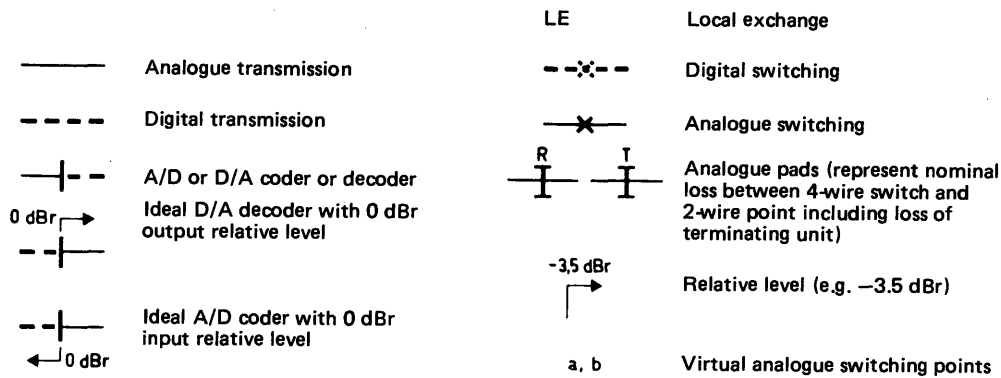 Analogue transmission
Digital transmission
A/D or D/A coder or decoder
0 dBr
Ideal D/A decoder with 0 dBr
output relative level
Ideal A/D coder with 0 dBr
input relative level
0 dBr
LE
Local exchange
Digital switching
Analogue switching
R
T
Analogue pads (represent nominal
loss between 4-wire switch and
2-wire point including loss of
terminating unit)
-3,5 dBr
Relative level (e.g. –3.5 dBr)
a, b
Virtual analogue switching points